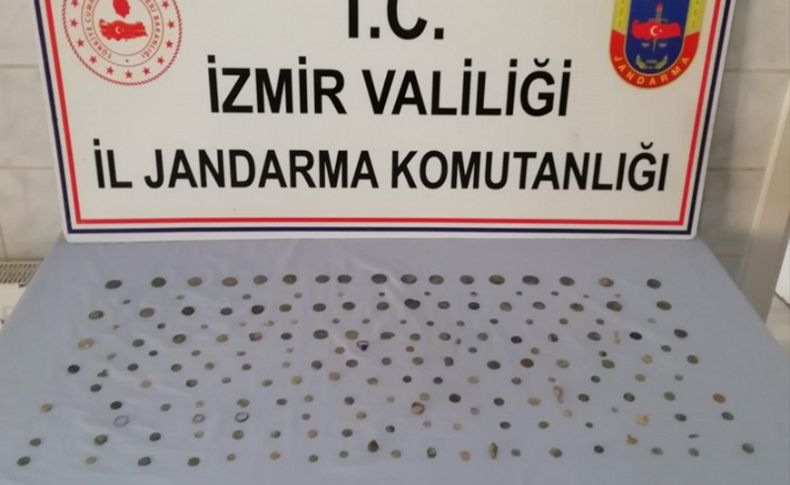 T.C.
İZMİR VALİLİĞİ
İL JANDARMA KOMUTANLIĞI
JANDARMA